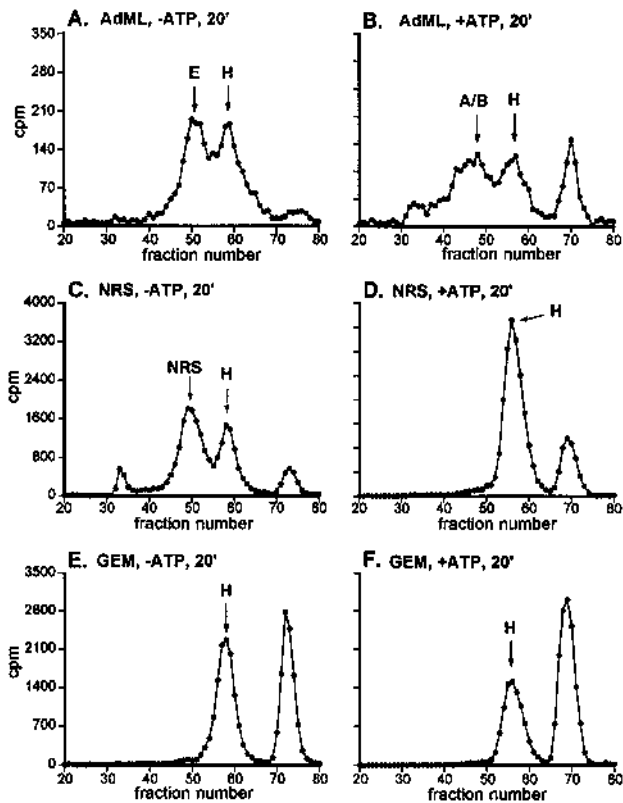 A. AdML, -ATP, 20'
350
280
210
140
70
0
cpm
E
H
20 30 40 50 60 70 80
fraction number
B. AdML, +ATP, 20'
A/B
H
20 30 40 50 60 70 80
fraction number
C. NRS, -ATP, 20'
4000
3200
2400
1600
800
0
cpm
NRS
H
20 30 40 50 60 70 80
fraction number
D. NRS, +ATP, 20'
H
20 30 40 50 60 70 80
fraction number
E. GEM, -ATP, 20'
3500
2800
2100
1400
700
0
cpm
H
20 30 40 50 60 70 80
fraction number
F. GEM, +ATP, 20'
H
20 30 40 50 60 70 80
fraction number